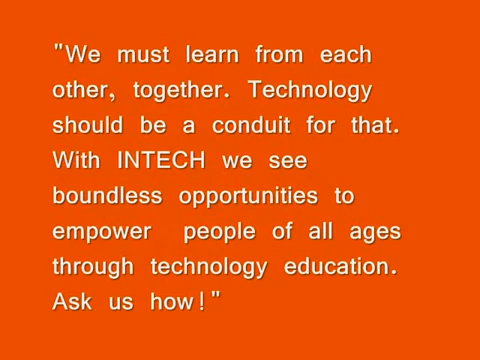 "We must learn from each
other, together. Technology
should be a conduit for that.
With INTECH we see
boundless opportunities to
empower  people of all ages
through technology education.
Ask us how!"